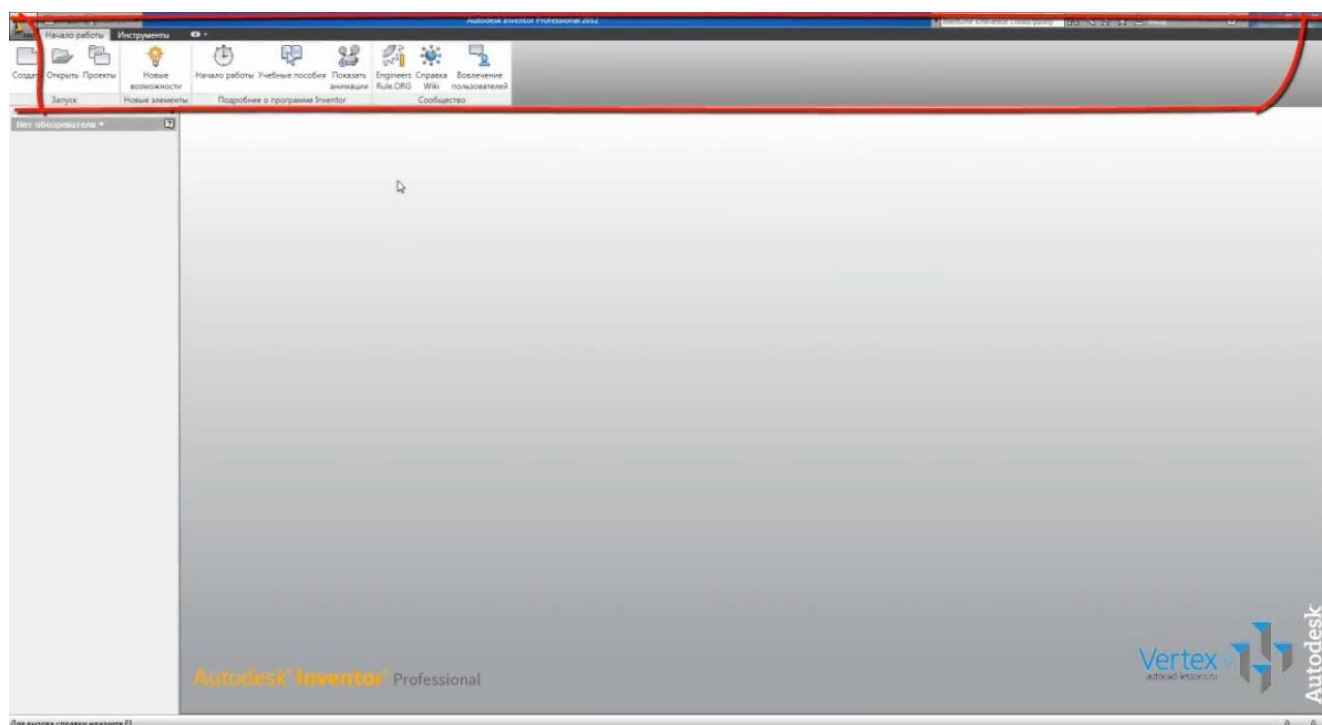 Autodesk Inventor Professional 2012
Начало работы Инструменты
Создать Открыть Проекты Новые возможности Начало работы Учебные пособия Показать анимации Engineers Rule.ORG Справка Wiki Вовлечение пользователей
Запуск Новые элементы Подробнее о программе Inventor Сообщество
Нет обозревателя
Autodesk® Inventor® Professional
Vertex
autocad-lessons.ru
Autodesk
Для вызова справки нажмите F1
0 0